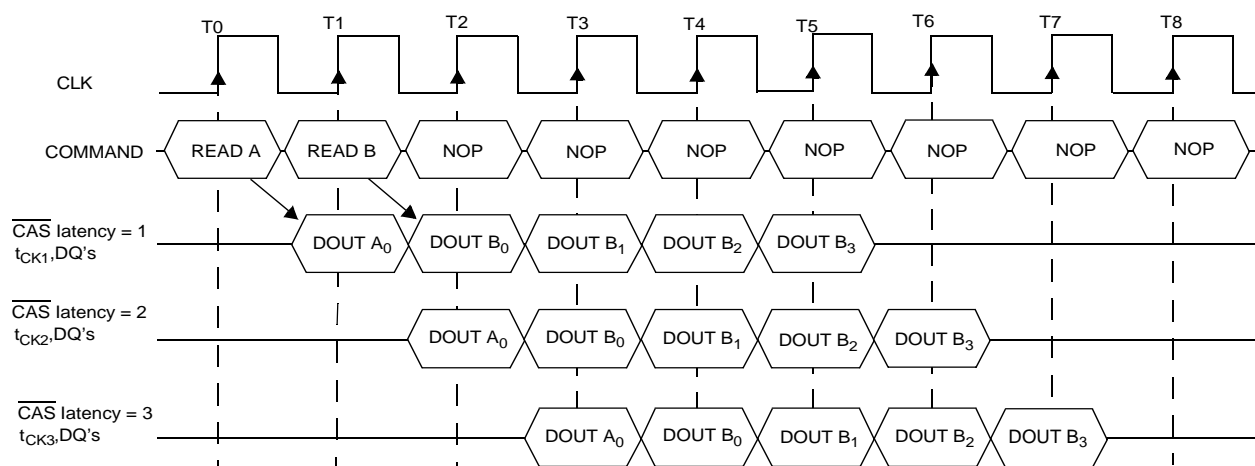 T0 T1 T2 T3 T4 T5 T6 T7 T8
CLK
COMMAND READ A READ B NOP NOP NOP NOP NOP NOP NOP
CAS latency = 1
tCK1,DQ's DOUT A0 DOUT B0 DOUT B1 DOUT B2 DOUT B3
CAS latency = 2
tCK2,DQ's DOUT A0 DOUT B0 DOUT B1 DOUT B2 DOUT B3
CAS latency = 3
tCK3,DQ's DOUT A0 DOUT B0 DOUT B1 DOUT B2 DOUT B3